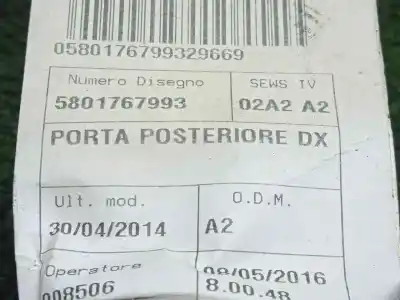 0580176799329669
Numero Disegno SEWS IV
5801767993 02A2 A2
PORTA POSTERIORE DX
Ult. mod. O.D.M.
30/04/2014 A2
Operatore 09/05/2016
008506 8.00.48